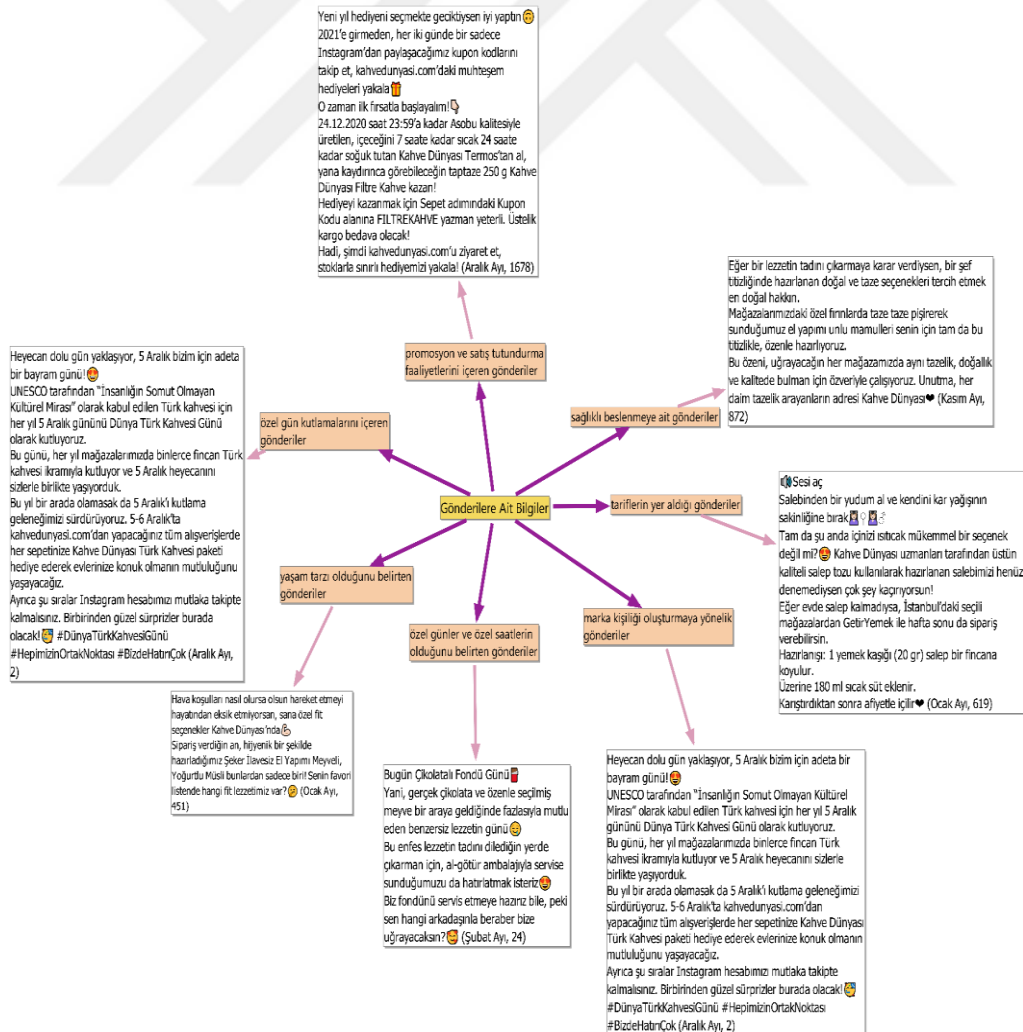 Yeni yıl hediyeni seçmekte geciktiysen iyi yaptın🙃
2021'e girmeden, her iki günde bir sadece
Instagram'dan paylaşacağımız kupon kodlarını
takip et, kahvedunyasi.com'daki muhteşem
hediyeleri yakala🎁
O zaman ilk fırsatla başlayalım!👇🏻
24.12.2020 saat 23:59'a kadar Asobu kalitesiyle
üretilen, içeceğini 7 saate kadar sıcak 24 saate
kadar soğuk tutan Kahve Dünyası Termos'tan al,
yana kaydırınca görebileceğin taptaze 250 g Kahve
Dünyası Filtre Kahve kazan!
Hediyeyi kazanmak için Sepet adımındaki Kupon
Kodu alanına FILTREKAHVE yazman yeterli. Üstelik
kargo bedava olacak!
Hadi, şimdi kahvedunyasi.com'u ziyaret et,
stoklarla sınırlı hediyemizi yakala! (Aralık Ayı, 1678)
Eğer bir lezzetin tadını çıkarmaya karar verdiysen, bir şef
titizliğinde hazırlanan doğal ve taze seçenekleri tercih etmek
en doğal hakkın.
Mağazalarımızdaki özel fırınlarda taze taze pişirerek
sunduğumuz el yapımı unlu mamulleri senin için tam da bu
titizlikle, özenle hazırlıyoruz.
Bu özeni, uğrayacağın her mağazamızda aynı tazelik, doğallık
ve kalitede bulman için özveriyle çalışıyoruz. Unutma, her
daim tazelik arayanların adresi Kahve Dünyası❤ (Kasım Ayı,
872)
promosyon ve satış tutundurma
faaliyetlerini içeren gönderiler
Heyecan dolu gün yaklaşıyor, 5 Aralık bizim için adeta
bir bayram günü!🤩
UNESCO tarafından "İnsanlığın Somut Olmayan
Kültürel Mirası" olarak kabul edilen Türk kahvesi için
her yıl 5 Aralık gününü Dünya Türk Kahvesi Günü
olarak kutluyoruz.
Bu günü, her yıl mağazalarımızda binlerce fincan Türk
kahvesi ikramıyla kutluyor ve 5 Aralık heyecanını
sizlerle birlikte yaşıyorduk.
Bu yıl bir arada olamasak da 5 Aralık'ı kutlama
geleneğimizi sürdürüyoruz. 5-6 Aralık'ta
kahvedunyasi.com'dan yapacağınız tüm alışverişlerde
her sepetinize Kahve Dünyası Türk Kahvesi paketi
hediye ederek evlerinize konuk olmanın mutluluğunu
yaşayacağız.
Ayrıca şu sıralar Instagram hesabımızı mutlaka takipte
kalmalısınız. Birbirinden güzel sürprizler burada
olacak!🥳 #DünyaTürkKahvesiGünü
#HepimizinOrtakNoktası #BizdeHatırıÇok (Aralık Ayı,
2)
özel gün kutlamalarını içeren
gönderiler
sağlıklı beslenmeye ait gönderiler
Gönderilere Ait Bilgiler
tariflerin yer aldığı gönderiler
🔊Sesi aç
Salebinden bir yudum al ve kendini kar yağışının
sakinliğine bırak💆🏻♀💆🏻♂
Tam da şu anda içinizi ısıtıcak mükemmel bir seçenek
değil mi?🤩 Kahve Dünyası uzmanları tarafından üstün
kaliteli salep tozu kullanılarak hazırlanan salebimizi henüz
denemediysen çok şey kaçırıyorsun!
Eğer evde salep kalmadıysa, İstanbul'daki seçili
mağazalardan GetirYemek ile hafta sonu da sipariş
verebilirsin.
Hazırlanışı: 1 yemek kaşığı (20 gr) salep bir fincana
koyulur.
Üzerine 180 ml sıcak süt eklenir.
Karıştırdıktan sonra afiyetle içilir❤ (Ocak Ayı, 619)
yaşam tarzı olduğunu belirten
gönderiler
özel günler ve özel saatlerin
olduğunu belirten gönderiler
marka kişiliği oluşturmaya yönelik
gönderiler
Hava koşulları nasıl olursa olsun hareket etmeyi
hayatından eksik etmiyorsan, sana özel fit
seçenekler Kahve Dünyası'nda💪🏻
Sipariş verdiğin an, hijyenik bir şekilde
hazırladığımız Şeker İlavesiz El Yapımı Meyveli,
Yoğurtlu Müsli bunlardan sadece biri! Senin favori
listende hangi fit lezzetimiz var?🤔 (Ocak Ayı,
451)
Bugün Çikolatalı Fondü Günü🍫
Yani, gerçek çikolata ve özenle seçilmiş
meyve bir araya geldiğinde fazlasıyla mutlu
eden benzersiz lezzetin günü😊
Bu enfes lezzetin tadını dilediğin yerde
çıkarman için, al-götür ambalajıyla servise
sunduğumuzu da hatırlatmak isteriz🤩
Biz fondünü servis etmeye hazırız bile, peki
sen hangi arkadaşınla beraber bize
uğrayacaksın?🥰 (Şubat Ayı, 24)
Heyecan dolu gün yaklaşıyor, 5 Aralık bizim için adeta bir
bayram günü!🤩
UNESCO tarafından "İnsanlığın Somut Olmayan Kültürel
Mirası" olarak kabul edilen Türk kahvesi için her yıl 5 Aralık
gününü Dünya Türk Kahvesi Günü olarak kutluyoruz.
Bu günü, her yıl mağazalarımızda binlerce fincan Türk
kahvesi ikramıyla kutluyor ve 5 Aralık heyecanını sizlerle
birlikte yaşıyorduk.
Bu yıl bir arada olamasak da 5 Aralık'ı kutlama geleneğimizi
sürdürüyoruz. 5-6 Aralık'ta kahvedunyasi.com'dan
yapacağınız tüm alışverişlerde her sepetinize Kahve Dünyası
Türk Kahvesi paketi hediye ederek evlerinize konuk olmanın
mutluluğunu yaşayacağız.
Ayrıca şu sıralar Instagram hesabımızı mutlaka takipte
kalmalısınız. Birbirinden güzel sürprizler burada olacak!🥳
#DünyaTürkKahvesiGünü #HepimizinOrtakNoktası
#BizdeHatırıÇok (Aralık Ayı, 2)